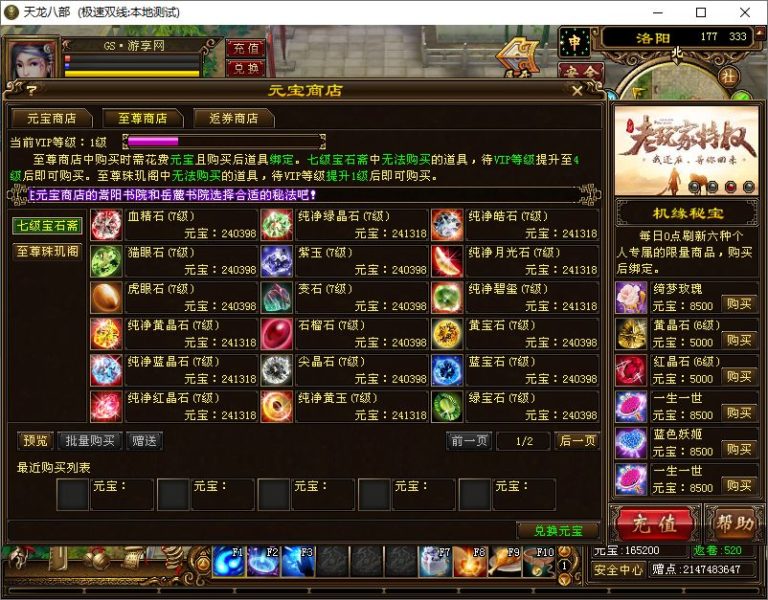 天龙八部 (极速双线:本地测试)
GS·游享网
充值
兑换
申
洛阳
177 333
北
安全
社
?
元宝商店
元宝商店
至尊商店
返券商店
当前VIP等级：1级
至尊商店中购买时需花费元宝且购买后道具绑定。七级宝石斋中无法购买的道具，待VIP等级提升至4
级后即可购买。至尊珠玑阁中无法购买的道具，待VIP等级提升1级后即可购买。
元宝商店的嵩阳书院和岳麓书院选择合适的秘法吧！
七级宝石斋
至尊珠玑阁
血精石(7级)
元宝：240398
纯净绿晶石(7级)
元宝：241318
纯净皓石(7级)
元宝：241318
猫眼石(7级)
元宝：240398
紫玉(7级)
元宝：240398
纯净月光石(7级)
元宝：241318
虎眼石(7级)
元宝：240398
变石(7级)
元宝：240398
纯净碧玺(7级)
元宝：241318
纯净黄晶石(7级)
元宝：241318
石榴石(7级)
元宝：240398
黄宝石(7级)
元宝：240398
纯净蓝晶石(7级)
元宝：241318
尖晶石(7级)
元宝：240398
蓝宝石(7级)
元宝：240398
纯净红晶石(7级)
元宝：241318
纯净黄玉(7级)
元宝：241318
绿宝石(7级)
元宝：240398
预览
批量购买
赠送
前一页
1/2
后一页
最近购买列表
元宝：
元宝：
元宝：
元宝：
元宝：
兑换元宝
老玩家特权
我还在，等你回来
机缘秘宝
每日0点刷新六种个
人专属的限量商品，购买
后绑定。
绮梦玫瑰
元宝：8500
购买
黄晶石(6级)
元宝：5000
购买
红晶石(6级)
元宝：5000
购买
一生一世
元宝：8500
购买
蓝色妖姬
元宝：8500
购买
一生一世
元宝：8500
购买
充值
帮助
元宝:165200
返卷:520
安全中心
赠点:2147483647
F1
F2
F3
F7
F8
F9
F10
1